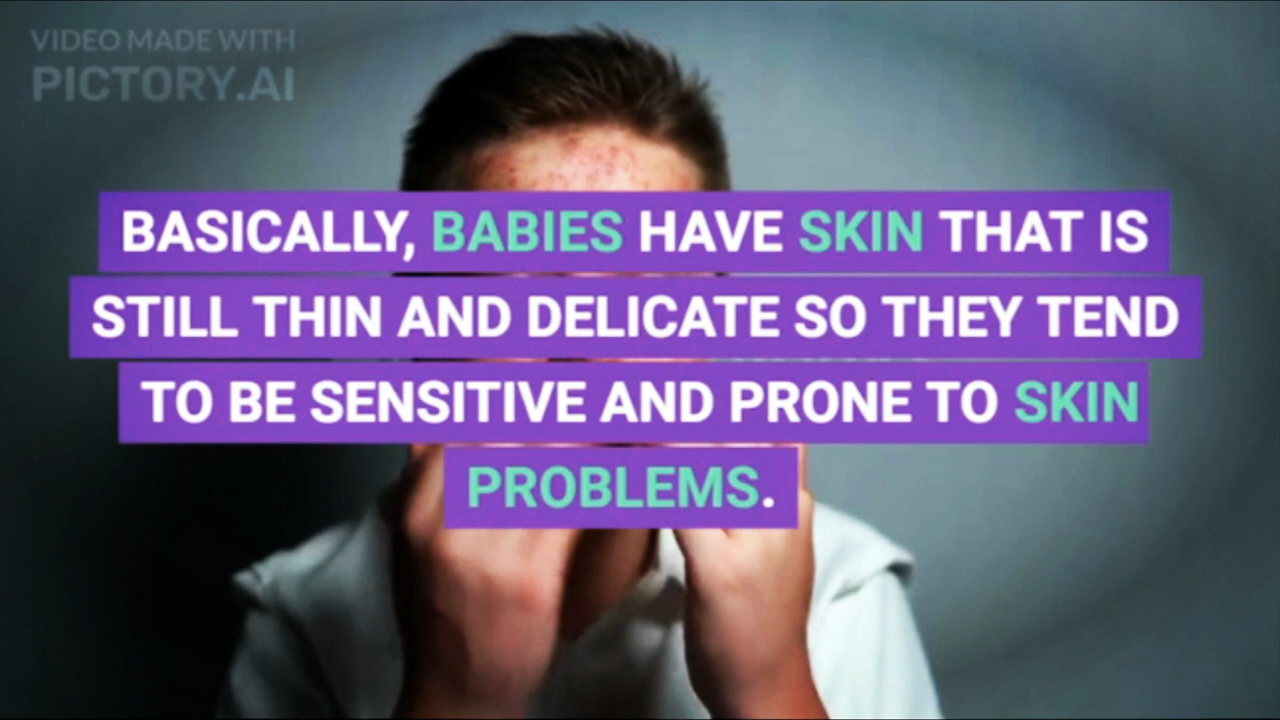 VIDEO MADE WITH
PICTORY.AI
BASICALLY, BABIES HAVE SKIN THAT IS
STILL THIN AND DELICATE SO THEY TEND
TO BE SENSITIVE AND PRONE TO SKIN
PROBLEMS.